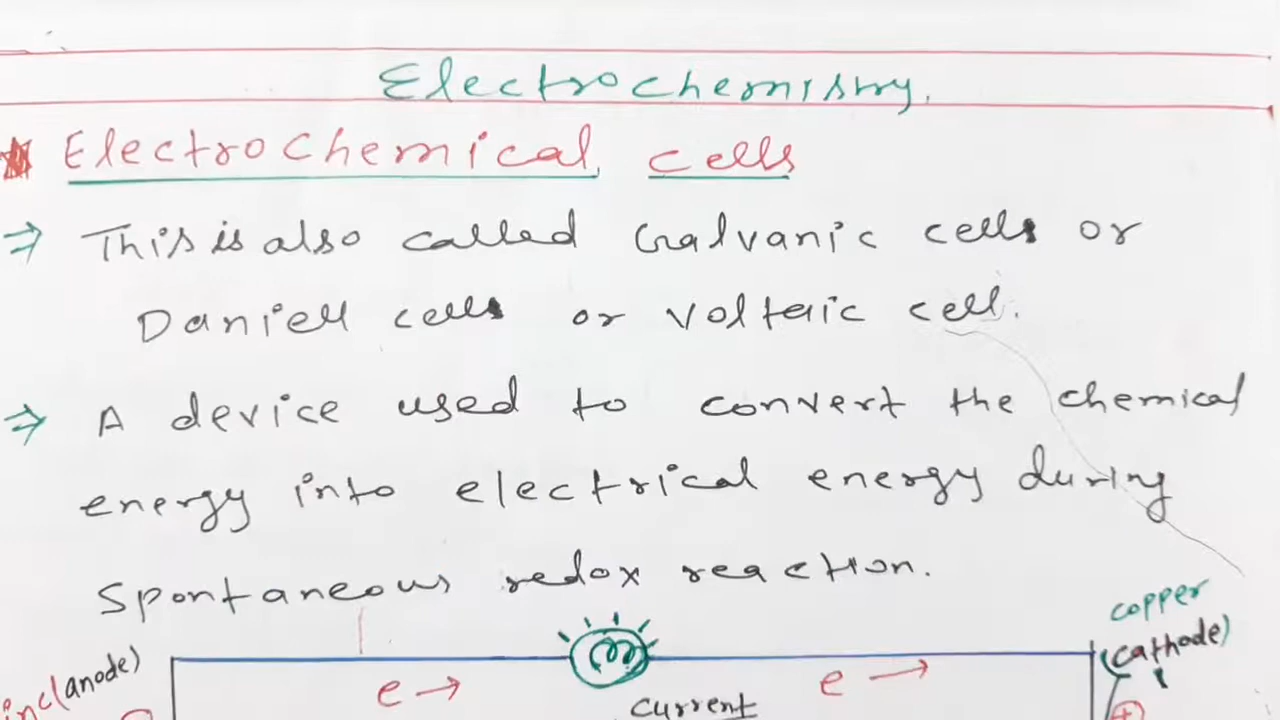 Electrochemistry.
Electrochemical cells
⇒ This is also called Galvanic cells or
Daniell cells or Voltaic cell.
⇒ A device used to convert the chemical
energy into electrical energy during
Spontaneous redox reaction.
copper
(cathode)
inc(anode)
e → e →
current